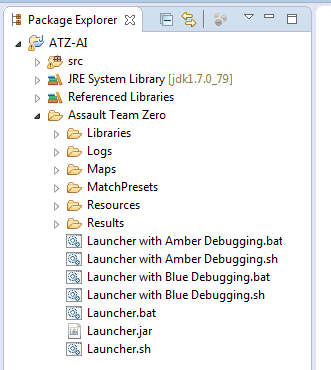 Package Explorer
ATZ-AI
src
JRE System Library [jdk1.7.0_79]
Referenced Libraries
Assault Team Zero
Libraries
Logs
Maps
MatchPresets
Resources
Results
Launcher with Amber Debugging.bat
Launcher with Amber Debugging.sh
Launcher with Blue Debugging.bat
Launcher with Blue Debugging.sh
Launcher.bat
Launcher.jar
Launcher.sh